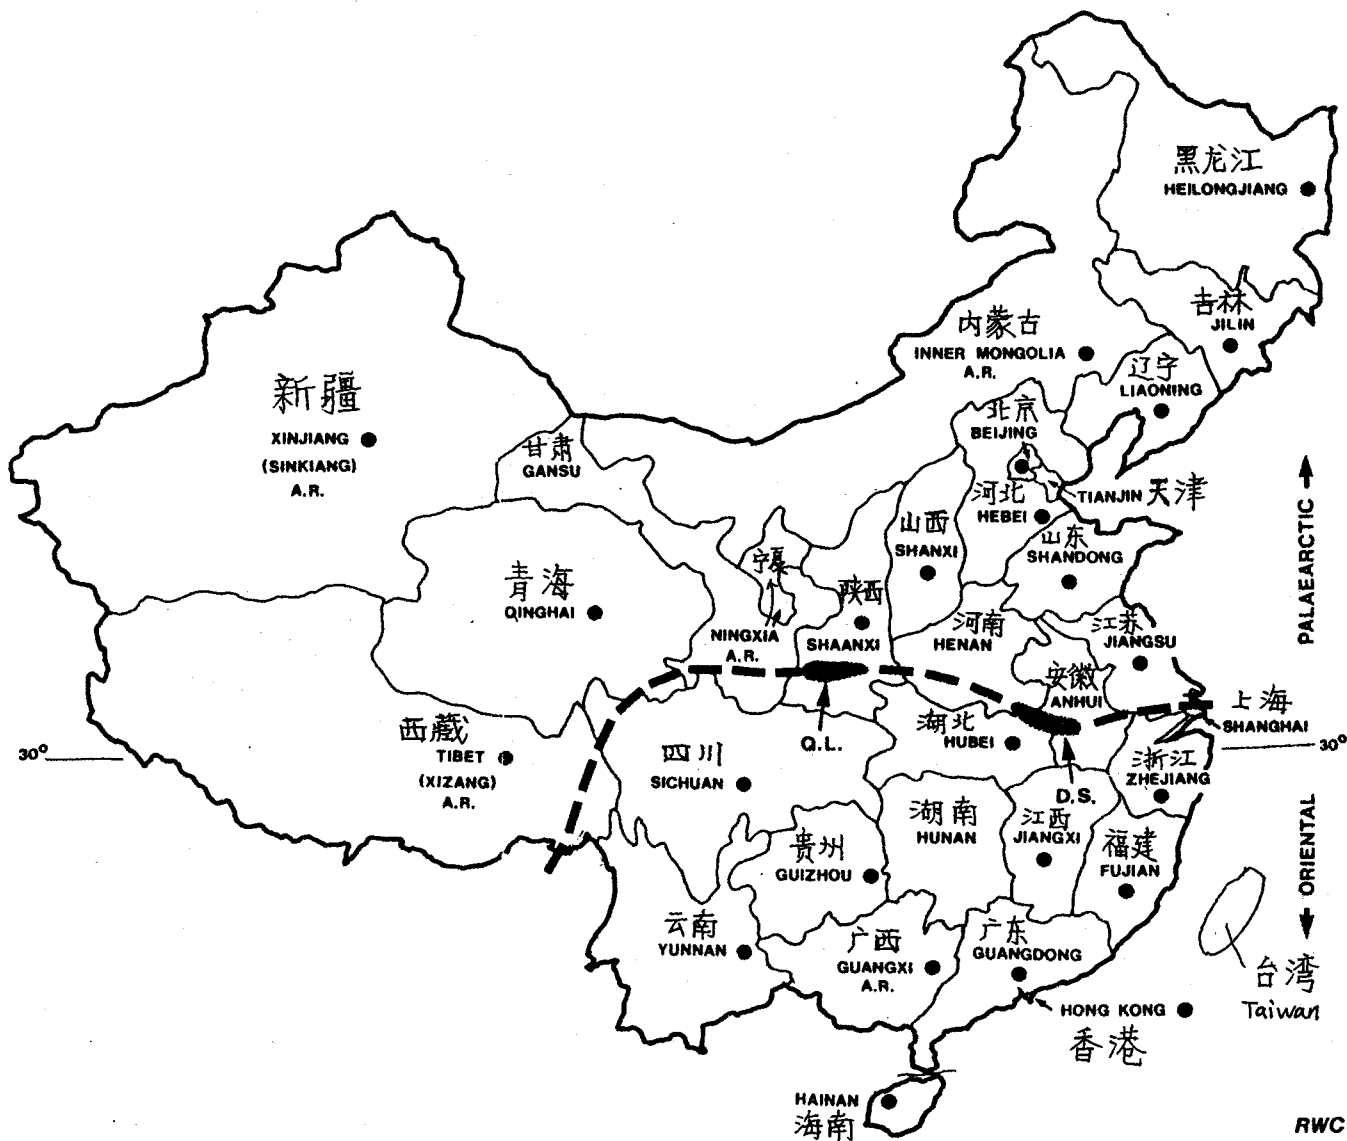 黑龙江
HEILONGJIANG
吉林
JILIN
内蒙古
INNER MONGOLIA
A.R.
辽宁
LIAONING
新疆
XINJIANG
(SINKIANG)
A.R.
甘肃
GANSU
北京
BEIJING
河北
HEBEI
TIANJIN 天津
山西
SHANXI
山东
SHANDONG
PALAEARCTIC
宁夏
NINGXIA
A.R.
青海
QINGHAI
陕西
SHAANXI
河南
HENAN
江苏
JIANGSU
安徽
ANHUI
上海
SHANGHAI
西藏
TIBET
(XIZANG)
A.R.
30°
30°
四川
SICHUAN
Q.L.
湖北
HUBEI
D.S.
浙江
ZHEJIANG
湖南
HUNAN
江西
JIANGXI
贵州
GUIZHOU
福建
FUJIAN
ORIENTAL
云南
YUNNAN
广西
GUANGXI
A.R.
广东
GUANGDONG
台湾
Taiwan
HONG KONG
香港
HAINAN
海南
RWC